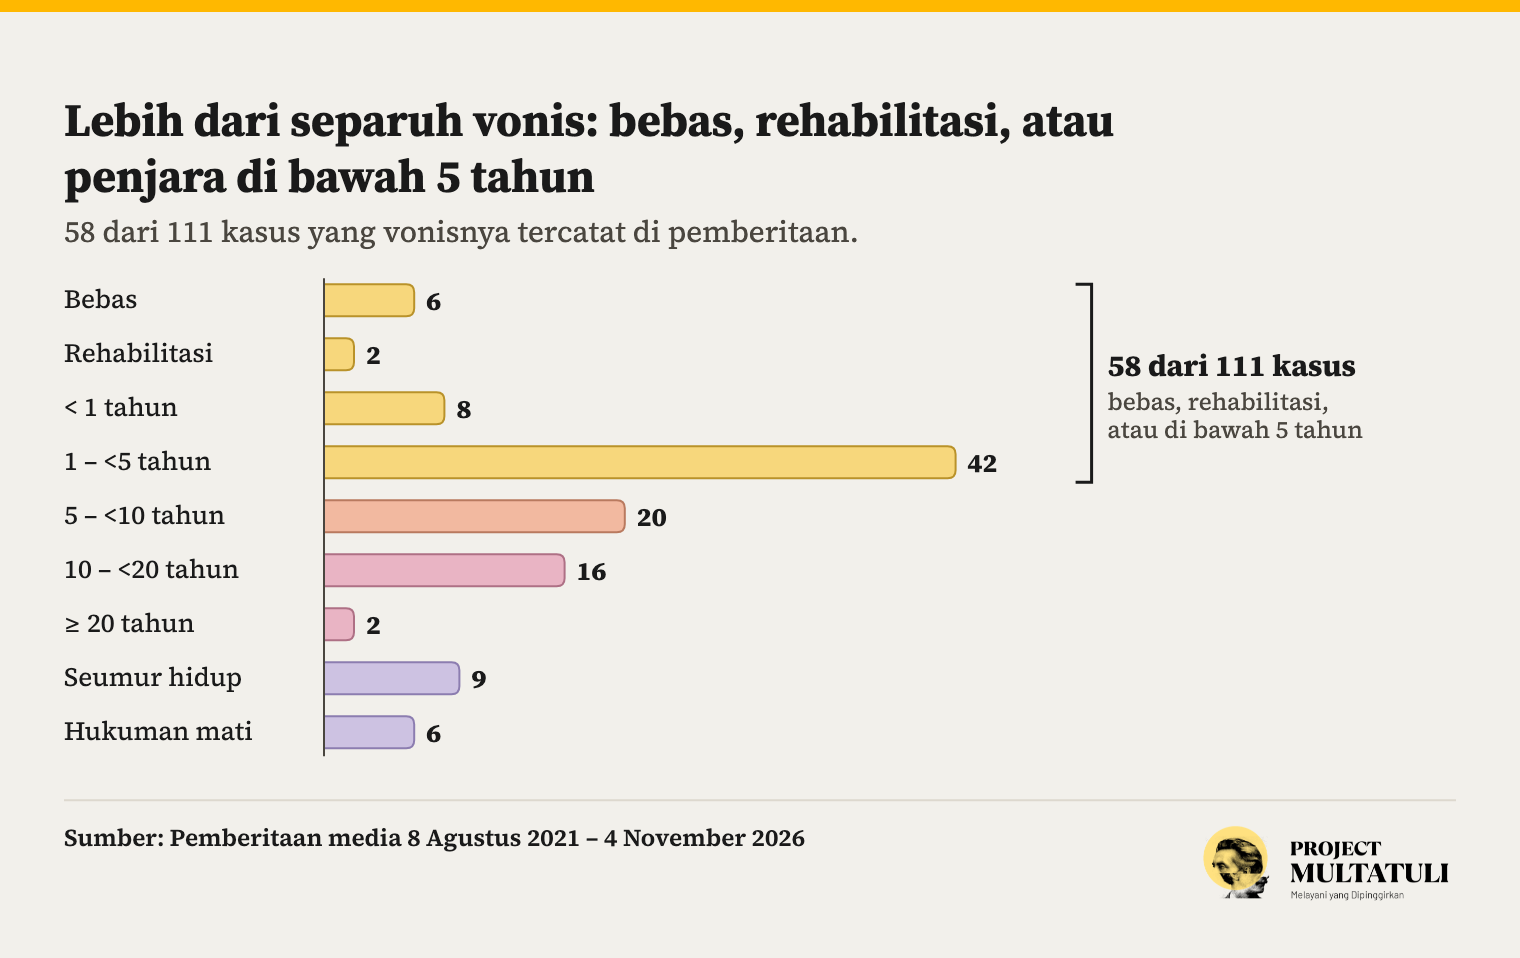 Lebih dari separuh vonis: bebas, rehabilitasi, atau
penjara di bawah 5 tahun
58 dari 111 kasus yang vonisnya tercatat di pemberitaan.
Bebas 6
Rehabilitasi 2
< 1 tahun 8
1 – <5 tahun 42
5 – <10 tahun 20
10 – <20 tahun 16
≥ 20 tahun 2
Seumur hidup 9
Hukuman mati 6
58 dari 111 kasus
bebas, rehabilitasi,
atau di bawah 5 tahun
Sumber: Pemberitaan media 8 Agustus 2021 – 4 November 2026
PROJECT
MULTATULI
Melayani yang Dipinggirkan